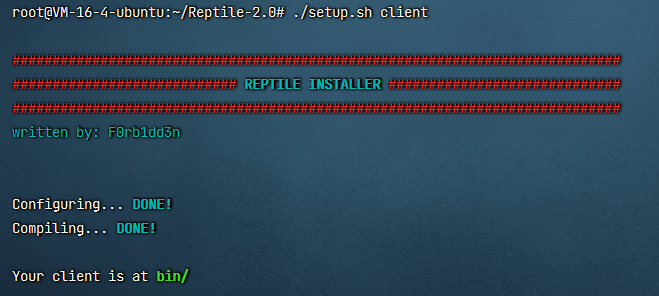 root@VM-16-4-ubuntu:~/Reptile-2.0# ./setup.sh client
############################################################################
############################ REPTILE INSTALLER #############################
############################################################################
written by: F0rb1dd3n
Configuring... DONE!
Compiling... DONE!
Your client is at bin/